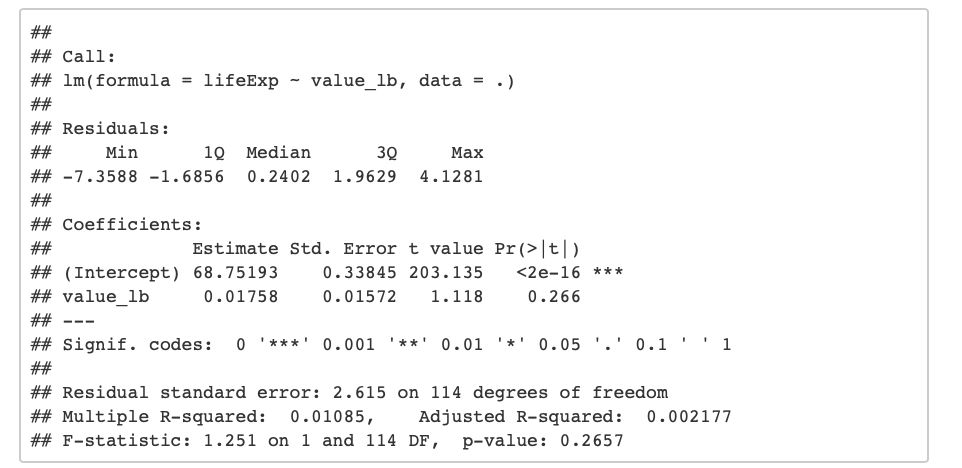 ##
## Call:
## lm(formula = lifeExp ~ value_lb, data = .)
##
## Residuals:
##     Min      1Q  Median      3Q     Max
## -7.3588 -1.6856  0.2402  1.9629  4.1281
##
## Coefficients:
##             Estimate Std. Error t value Pr(>|t|)
## (Intercept) 68.75193    0.33845 203.135   <2e-16 ***
## value_lb     0.01758    0.01572   1.118    0.266
## ---
## Signif. codes:  0 '***' 0.001 '**' 0.01 '*' 0.05 '.' 0.1 ' ' 1
##
## Residual standard error: 2.615 on 114 degrees of freedom
## Multiple R-squared:  0.01085,    Adjusted R-squared:  0.002177
## F-statistic: 1.251 on 1 and 114 DF,  p-value: 0.2657